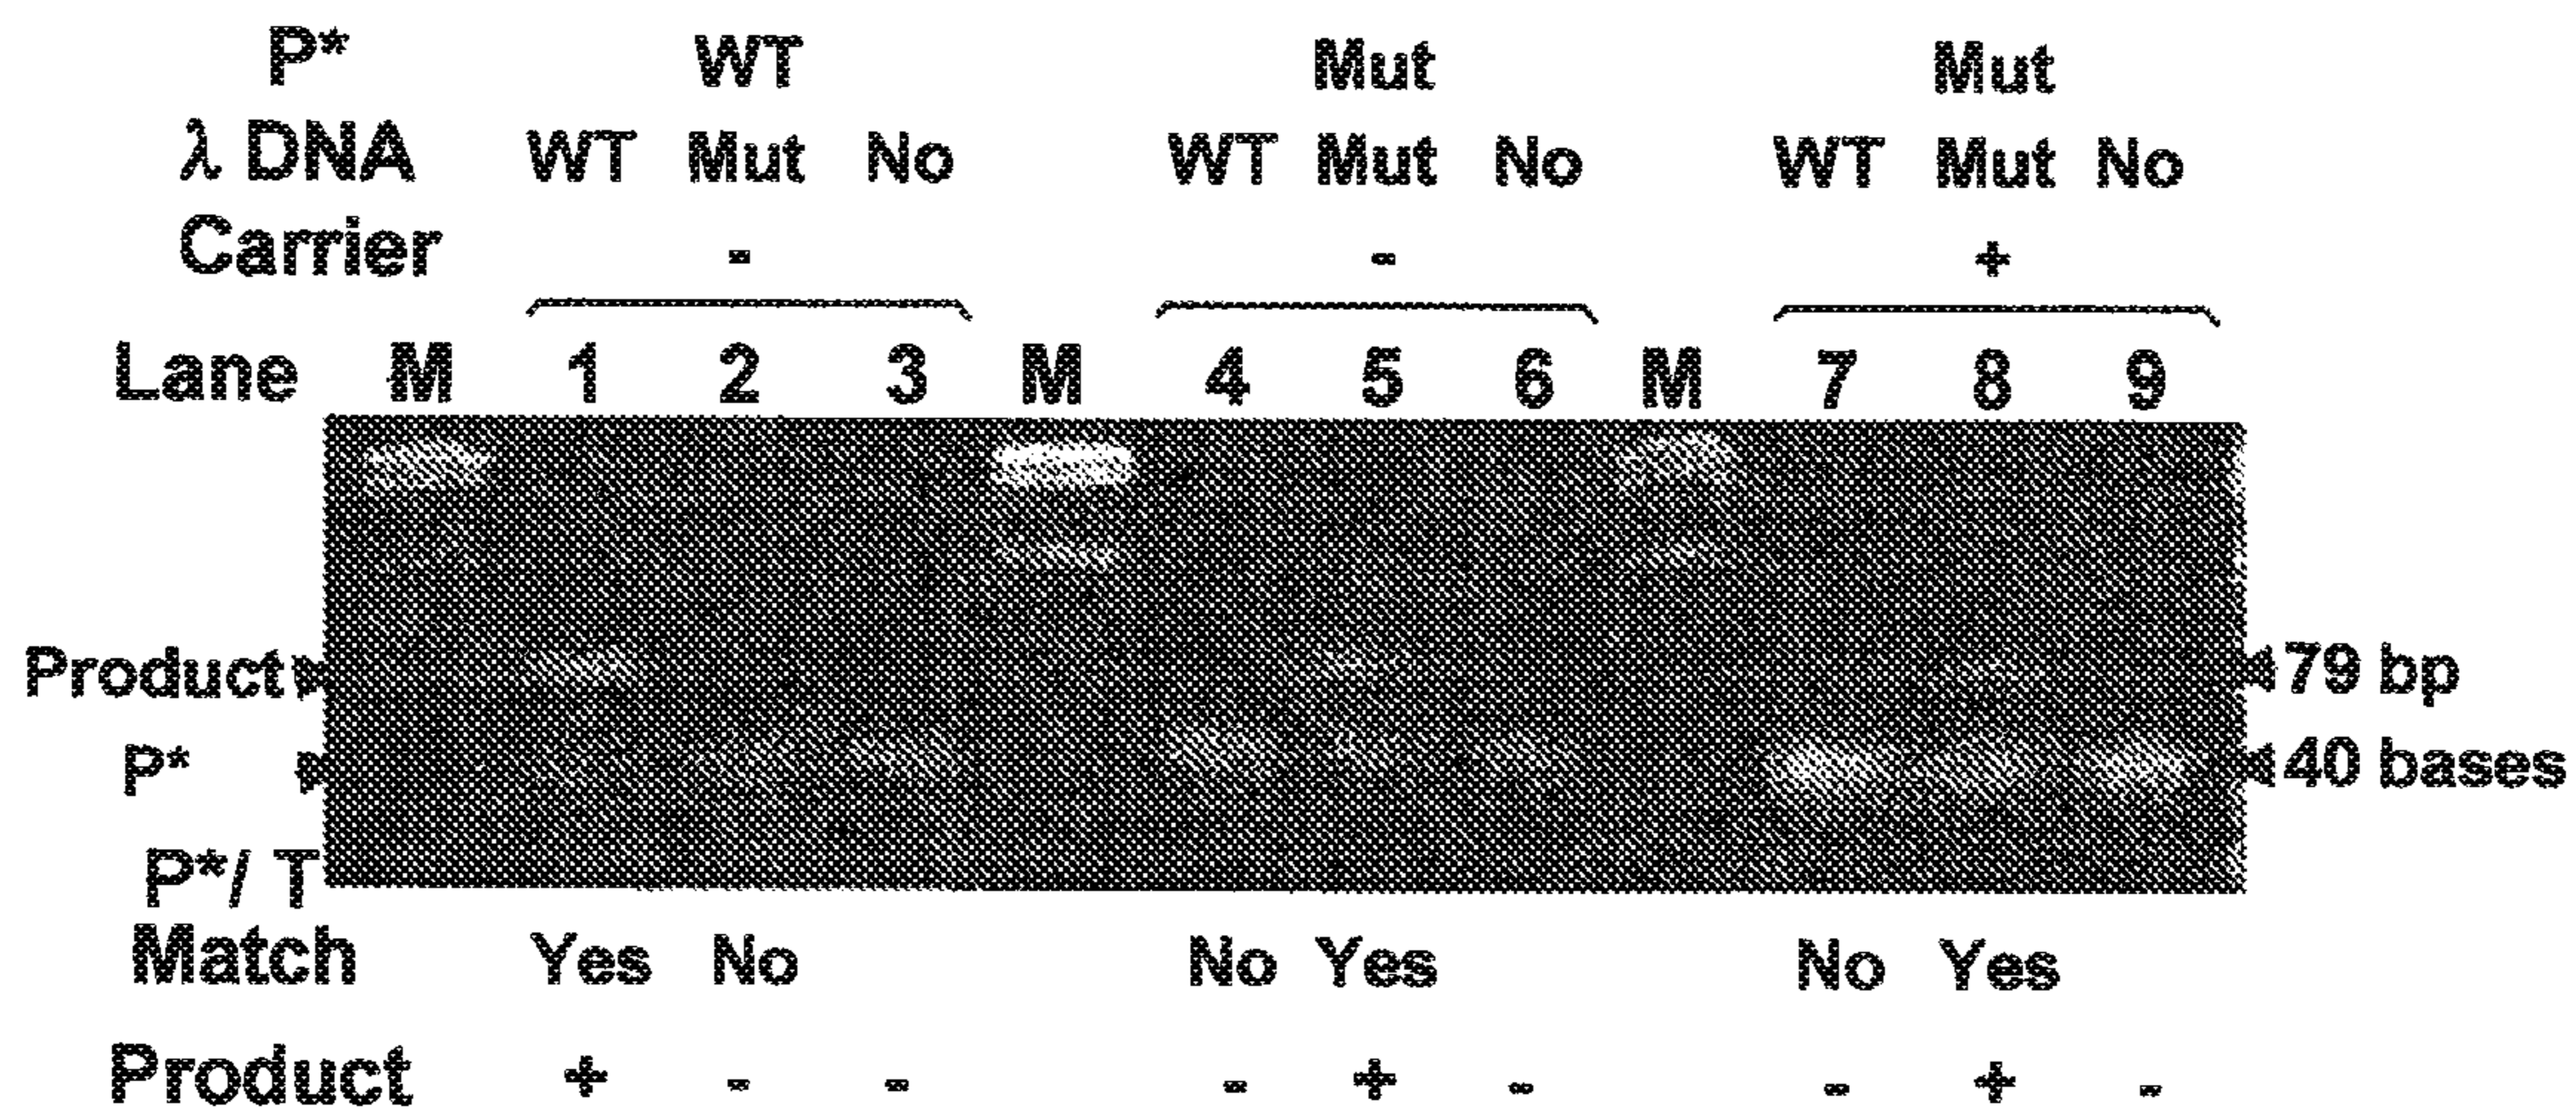 P* WT Mut Mut
λ DNA WT Mut No WT Mut No WT Mut No
Carrier - - +
Lane M 1 2 3 M 4 5 6 M 7 8 9
Product 79 bp
P* 40 bases
P*/ T
Match Yes No No Yes No Yes
Product + - - - + - - + -